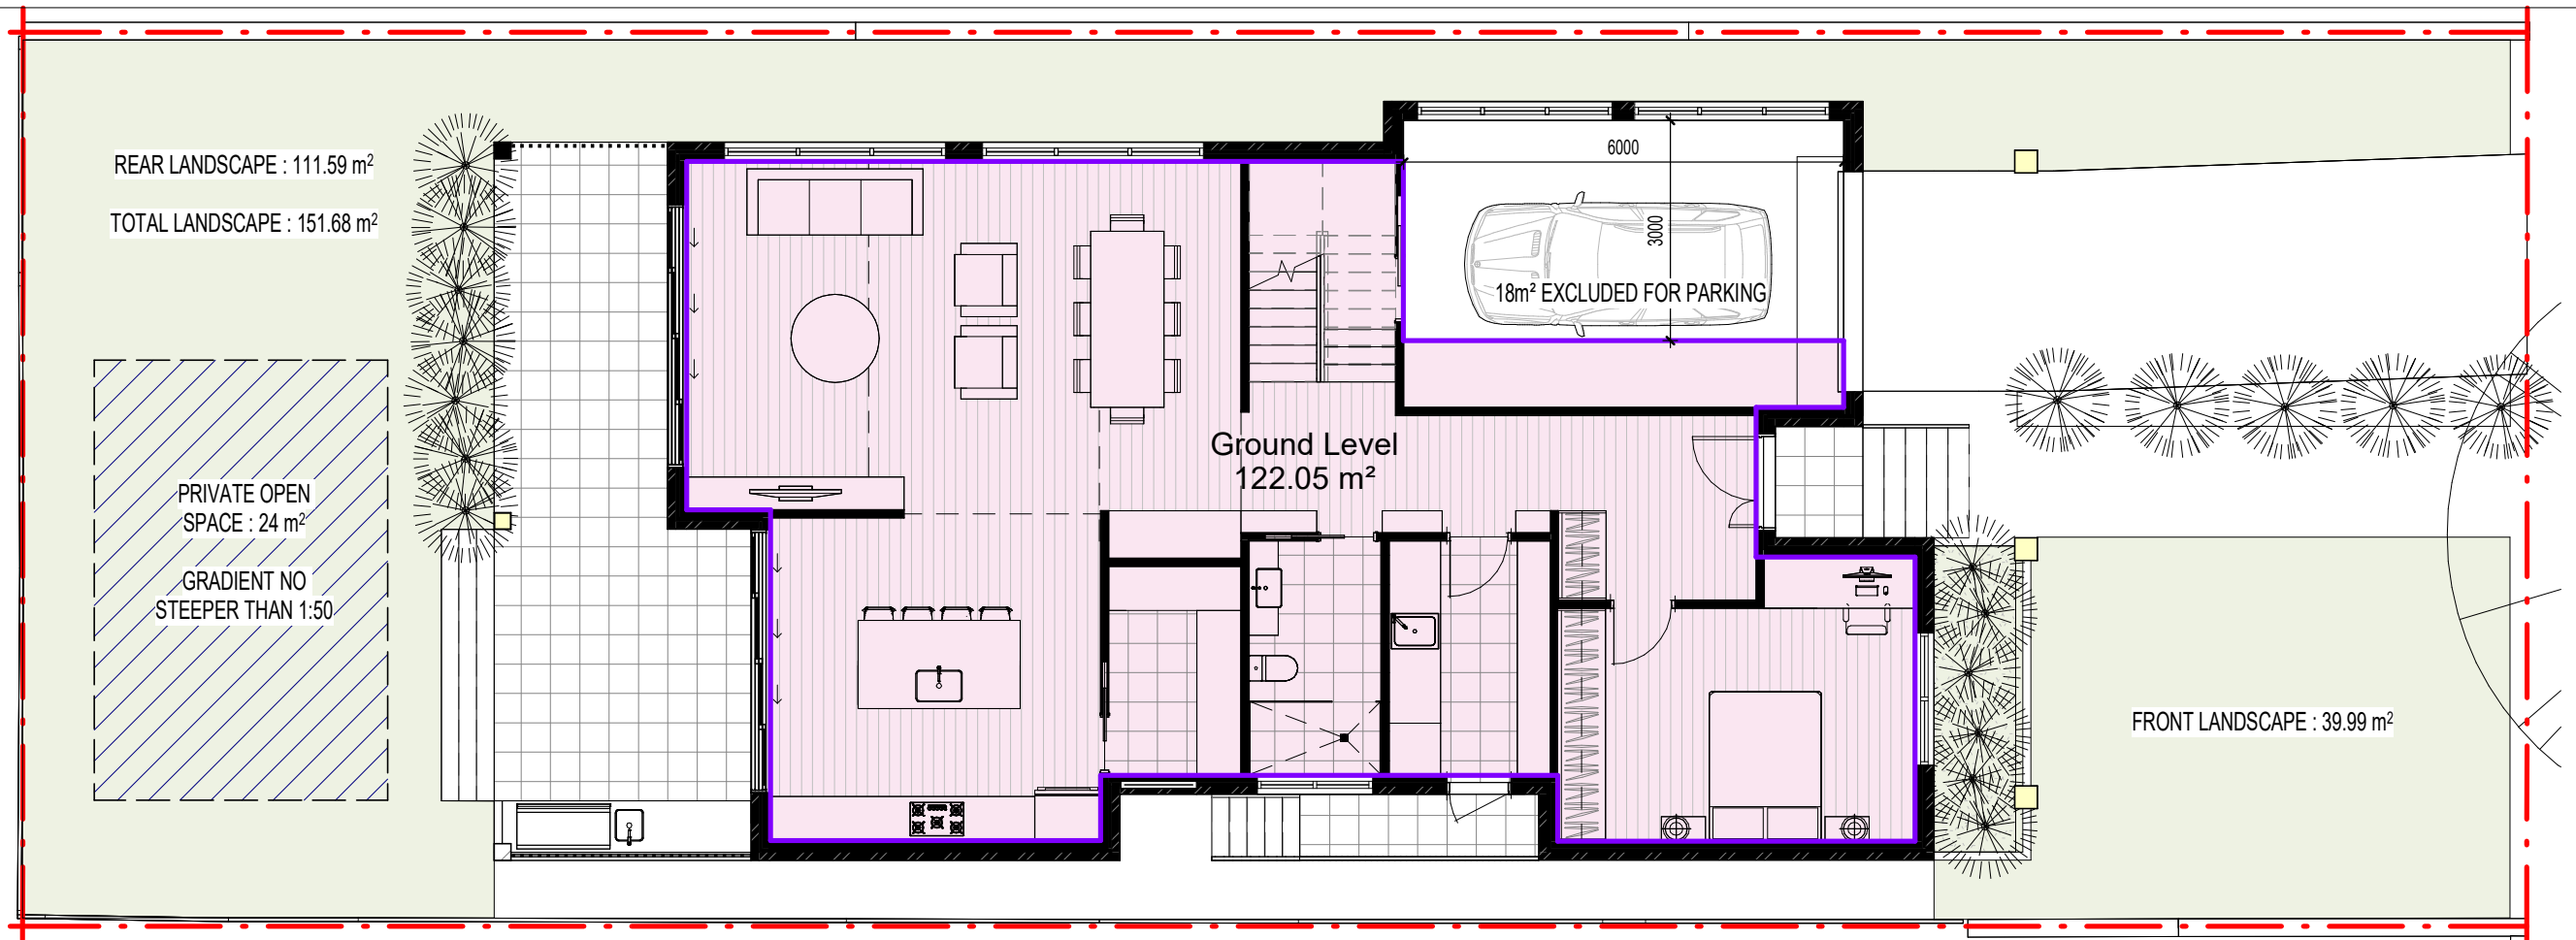 REAR LANDSCAPE : 111.59 m²
TOTAL LANDSCAPE : 151.68 m²
6000
3000
18m² EXCLUDED FOR PARKING
Ground Level
122.05 m²
PRIVATE OPEN
SPACE : 24 m²
GRADIENT NO
STEEPER THAN 1:50
FRONT LANDSCAPE : 39.99 m²